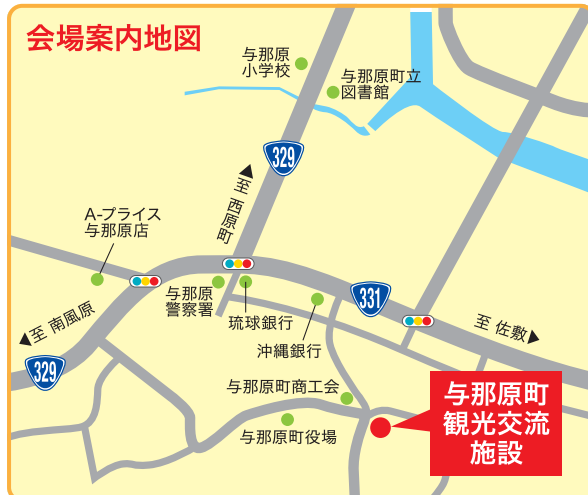 会場案内地図
与那原
小学校
与那原町立
図書館
329
至 西原町
A-プライス
与那原店
与那原
警察署
琉球銀行
331
沖縄銀行
至 南風原
至 佐敷
329
与那原町商工会
与那原町役場
与那原町
観光交流
施設